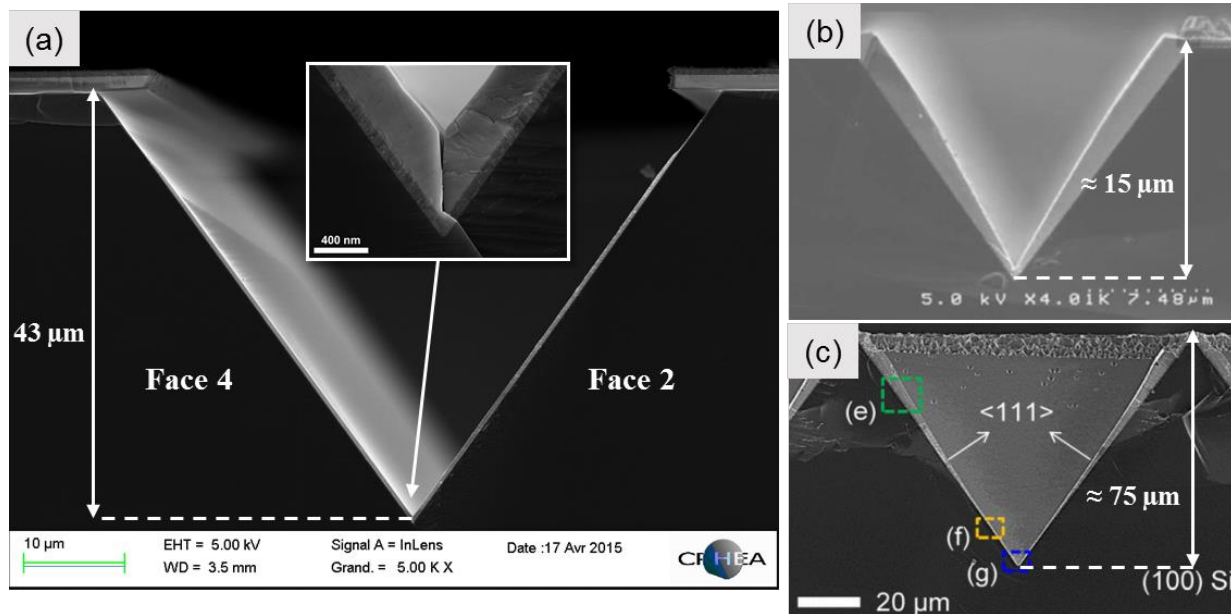 (a)
400 nm
43 µm
Face 4
Face 2
10 µm
EHT = 5.00 kV
WD = 3.5 mm
Signal A = InLens
Grand. = 5.00 K X
Date :17 Avr 2015
CRHEA
(b)
≈ 15 µm
5.0 kV X4.0iK 7.48µm
(c)
(e)
<111>
≈ 75 µm
(f)
(g)
(100) Si
20 µm